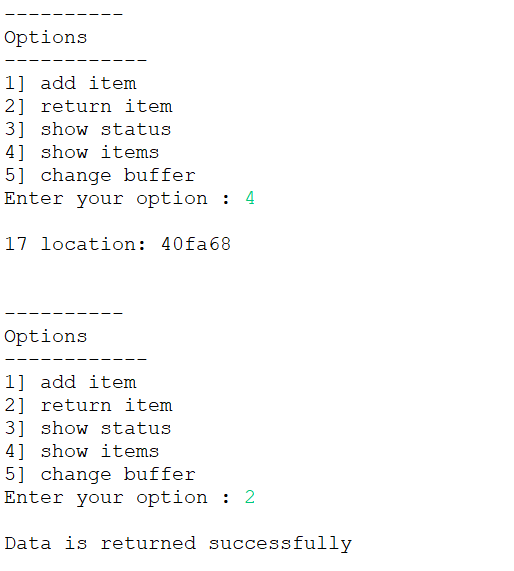 ----------
Options
------------
1] add item
2] return item
3] show status
4] show items
5] change buffer
Enter your option : 4
17 location: 40fa68
----------
Options
------------
1] add item
2] return item
3] show status
4] show items
5] change buffer
Enter your option : 2
Data is returned successfully